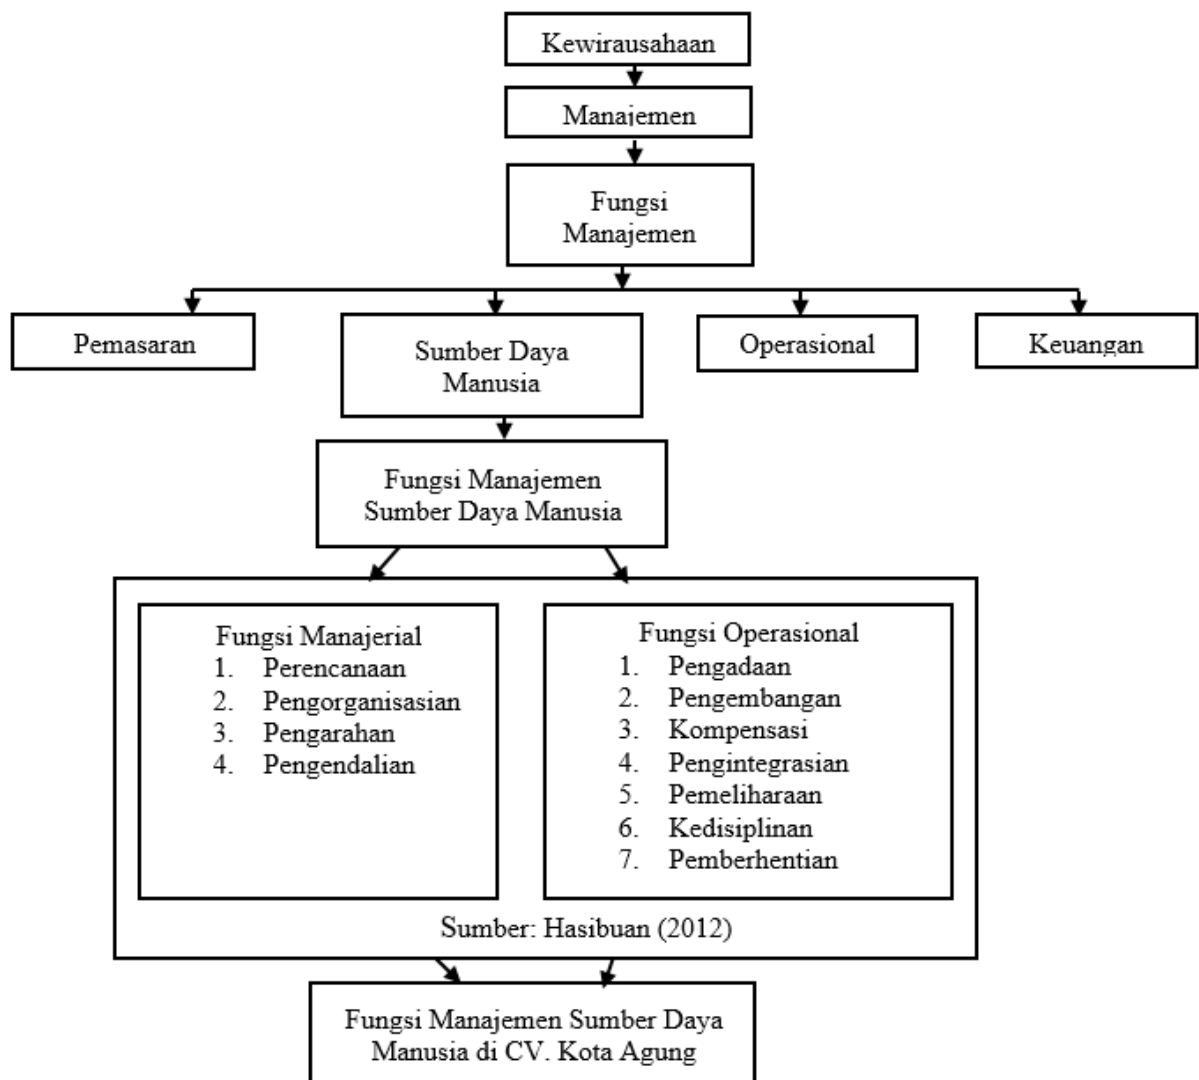 Kewirausahaan
Manajemen
Fungsi
Manajemen
Pemasaran
Sumber Daya
Manusia
Operasional
Keuangan
Fungsi Manajemen
Sumber Daya Manusia
Fungsi Manajerial
1. Perencanaan
2. Pengorganisasian
3. Pengarahan
4. Pengendalian
Fungsi Operasional
1. Pengadaan
2. Pengembangan
3. Kompensasi
4. Pengintegrasian
5. Pemeliharaan
6. Kedisiplinan
7. Pemberhentian
Sumber: Hasibuan (2012)
Fungsi Manajemen Sumber Daya
Manusia di CV. Kota Agung